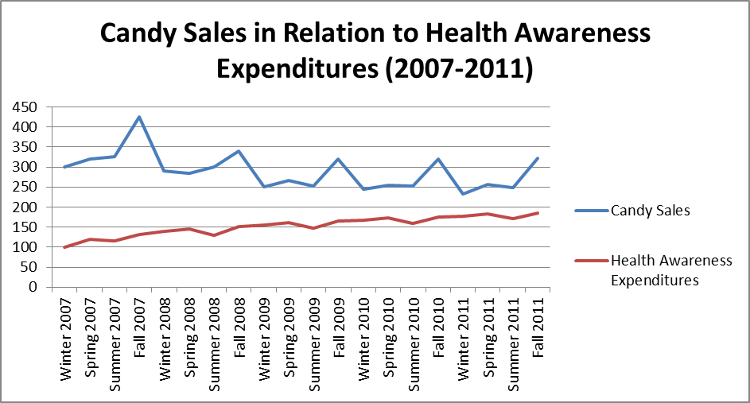 Candy Sales in Relation to Health Awareness
Expenditures (2007-2011)
450
400
350
300
250
200
150
100
50
0
Winter 2007
Spring 2007
Summer 2007
Fall 2007
Winter 2008
Spring 2008
Summer 2008
Fall 2008
Winter 2009
Spring 2009
Summer 2009
Fall 2009
Winter 2010
Spring 2010
Summer 2010
Fall 2010
Winter 2011
Spring 2011
Summer 2011
Fall 2011
Candy Sales
Health Awareness
Expenditures